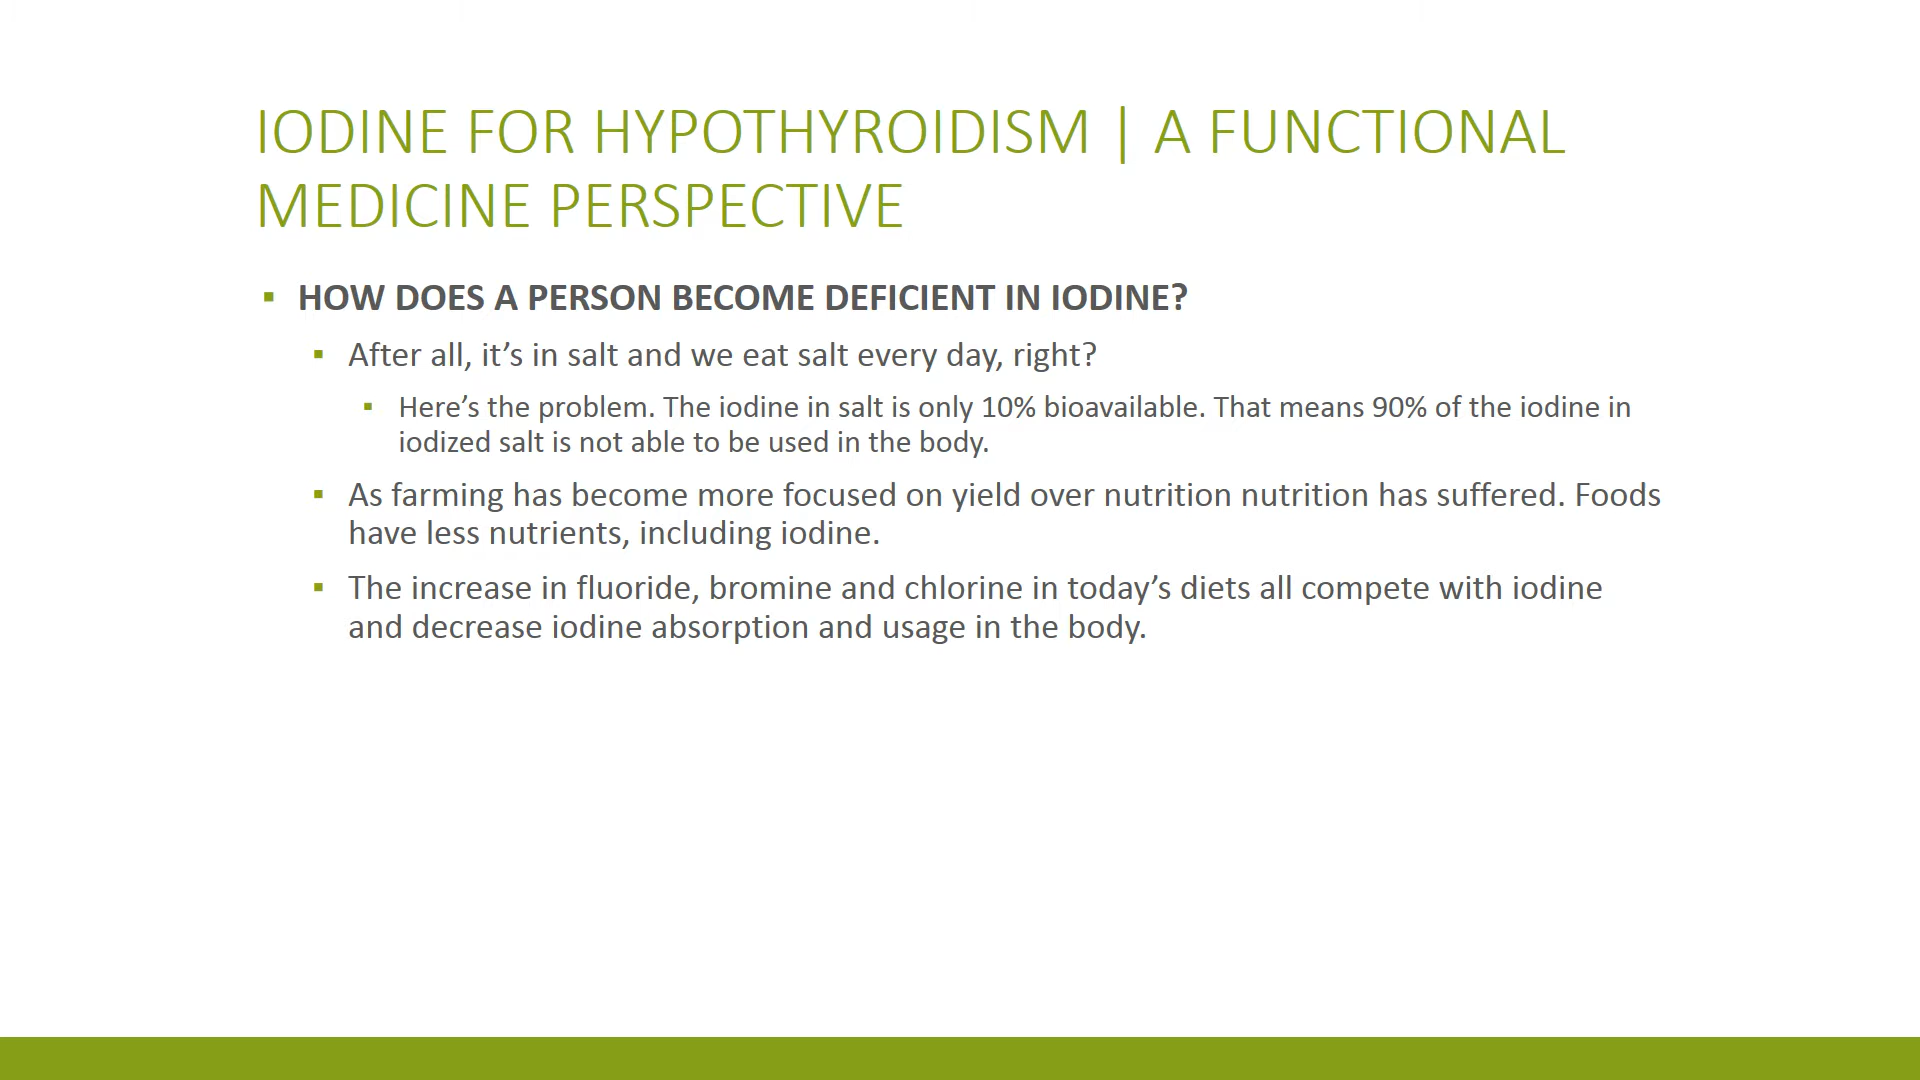 IODINE FOR HYPOTHYROIDISM | A FUNCTIONAL
MEDICINE PERSPECTIVE
▪ HOW DOES A PERSON BECOME DEFICIENT IN IODINE?
▪ After all, it’s in salt and we eat salt every day, right?
▪ Here’s the problem. The iodine in salt is only 10% bioavailable. That means 90% of the iodine in
iodized salt is not able to be used in the body.
▪ As farming has become more focused on yield over nutrition nutrition has suffered. Foods
have less nutrients, including iodine.
▪ The increase in fluoride, bromine and chlorine in today’s diets all compete with iodine
and decrease iodine absorption and usage in the body.